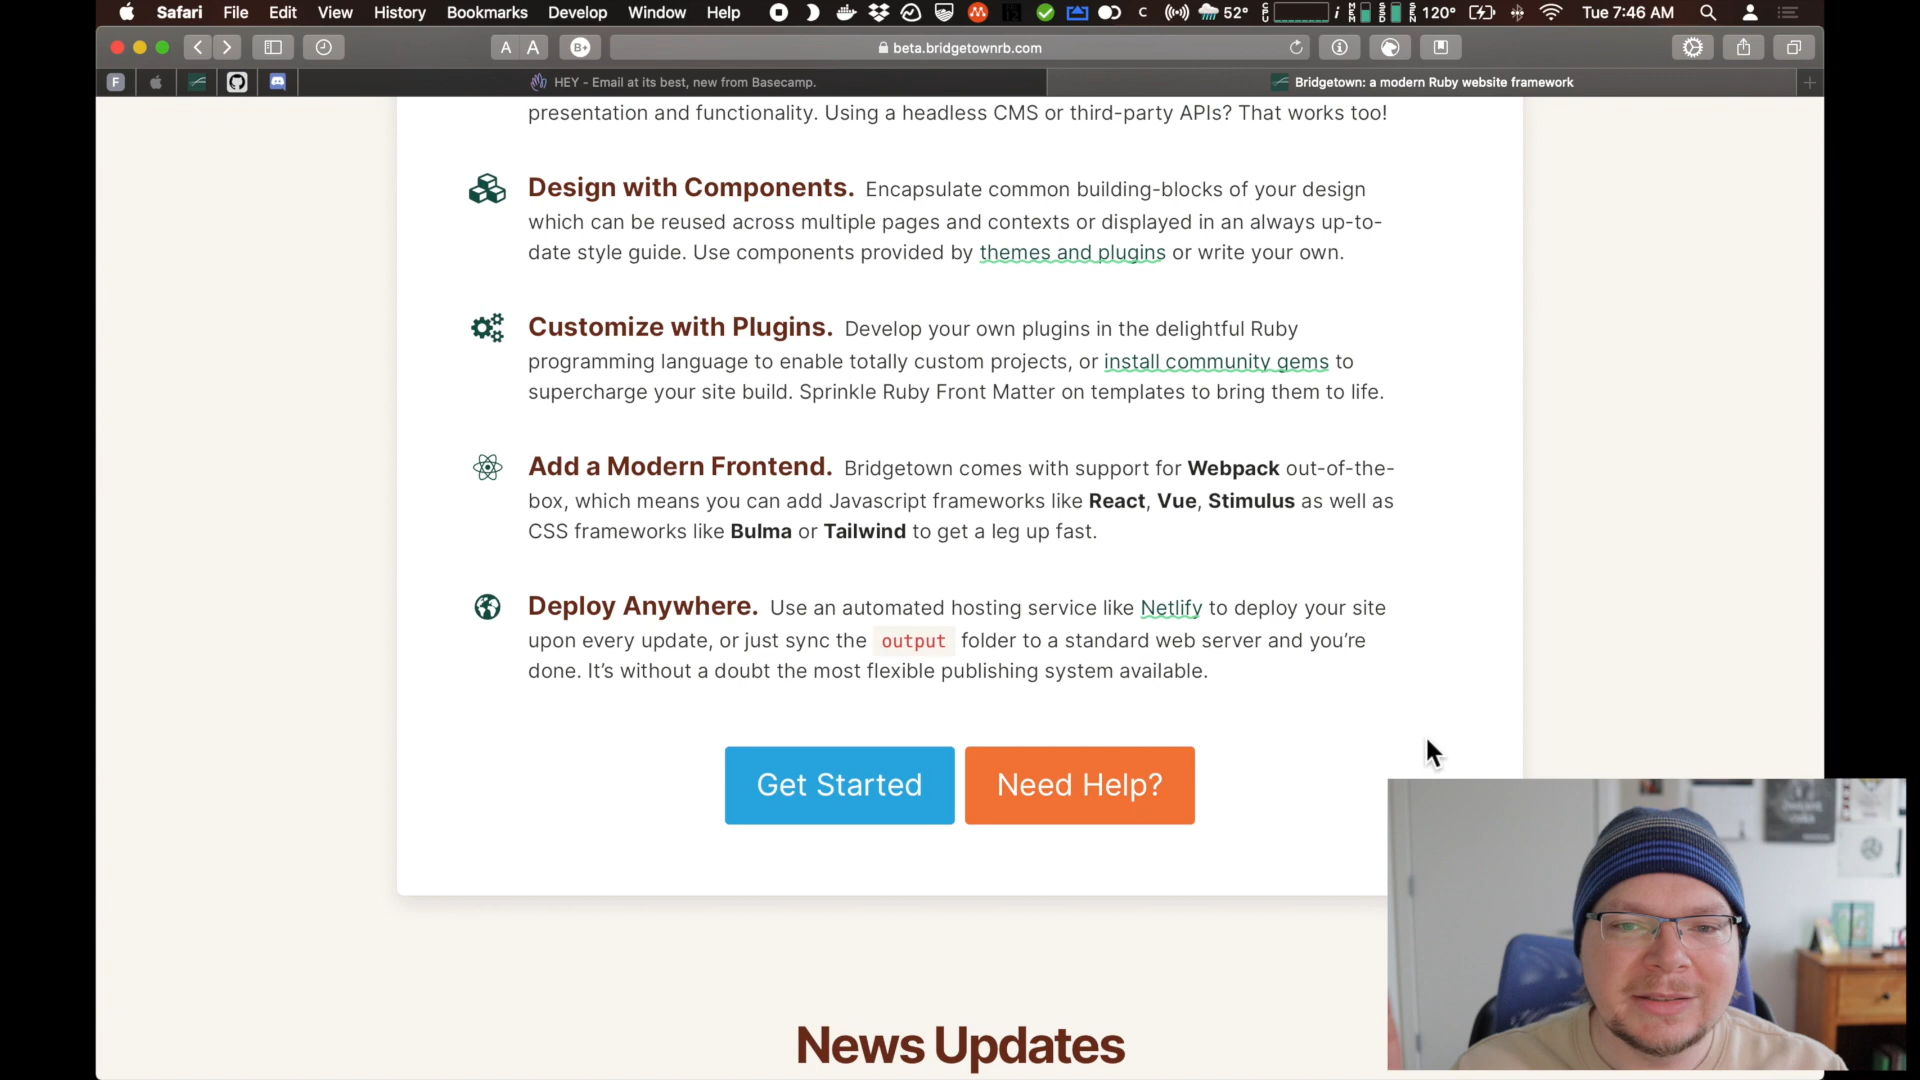 Safari File Edit View History Bookmarks Develop Window Help 52° 120° Tue 7:46 AM
A A B+ beta.bridgetownrb.com
F HEY - Email at its best, new from Basecamp. Bridgetown: a modern Ruby website framework
presentation and functionality. Using a headless CMS or third-party APIs? That works too!
Design with Components. Encapsulate common building-blocks of your design
which can be reused across multiple pages and contexts or displayed in an always up-to-
date style guide. Use components provided by themes and plugins or write your own.
Customize with Plugins. Develop your own plugins in the delightful Ruby
programming language to enable totally custom projects, or install community gems to
supercharge your site build. Sprinkle Ruby Front Matter on templates to bring them to life.
Add a Modern Frontend. Bridgetown comes with support for Webpack out-of-the-
box, which means you can add Javascript frameworks like React, Vue, Stimulus as well as
CSS frameworks like Bulma or Tailwind to get a leg up fast.
Deploy Anywhere. Use an automated hosting service like Netlify to deploy your site
upon every update, or just sync the output folder to a standard web server and you’re
done. It’s without a doubt the most flexible publishing system available.
Get Started Need Help?
News Updates